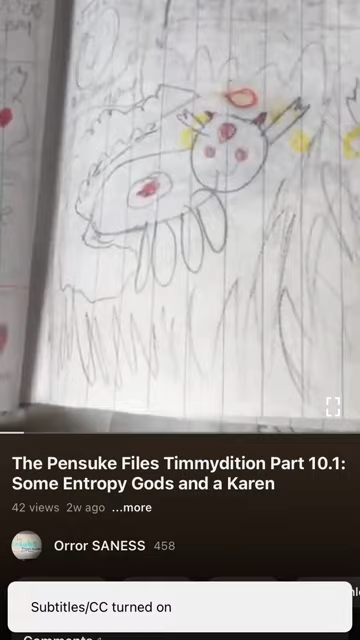 The Pensuke Files Timmydition Part 10.1:
Some Entropy Gods and a Karen
42 views 2w ago ...more
Orror SANESS 458
Subtitles/CC turned on